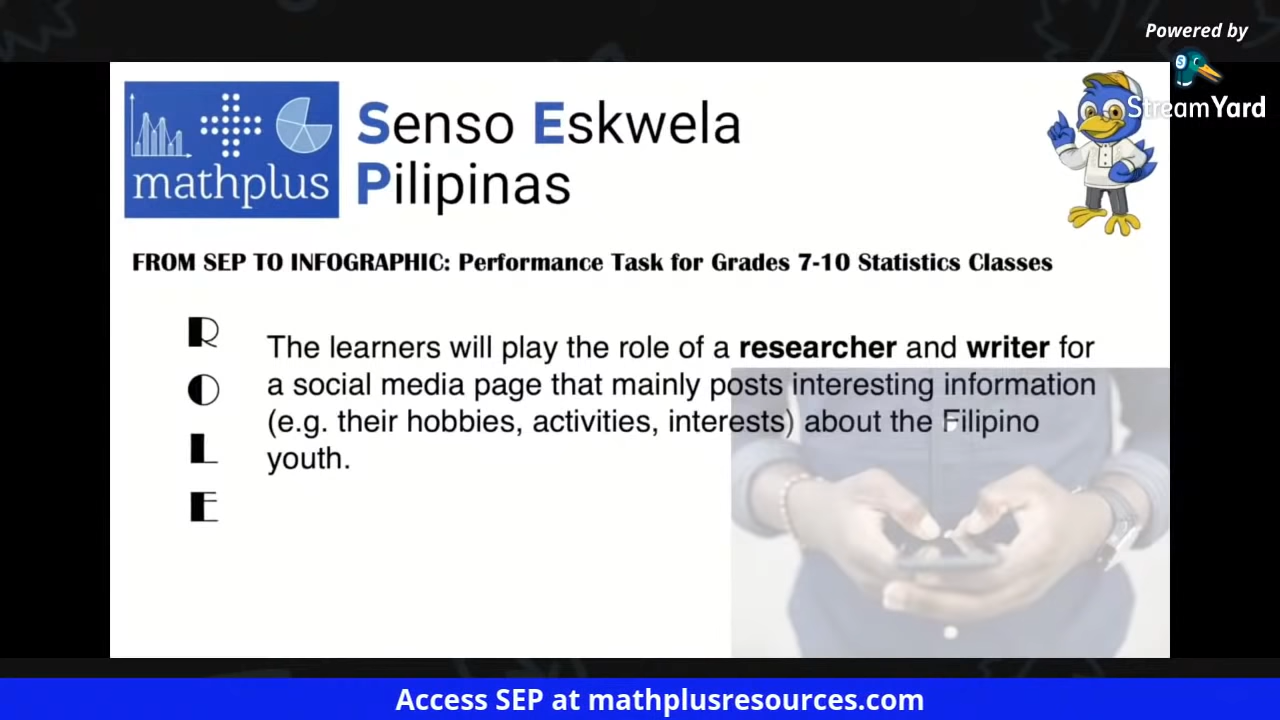 Powered by
StreamYard
mathplus
Senso Eskwela
Pilipinas
FROM SEP TO INFOGRAPHIC: Performance Task for Grades 7-10 Statistics Classes
R
O
L
E
The learners will play the role of a researcher and writer for
a social media page that mainly posts interesting information
(e.g. their hobbies, activities, interests) about the Filipino
youth.
Access SEP at mathplusresources.com